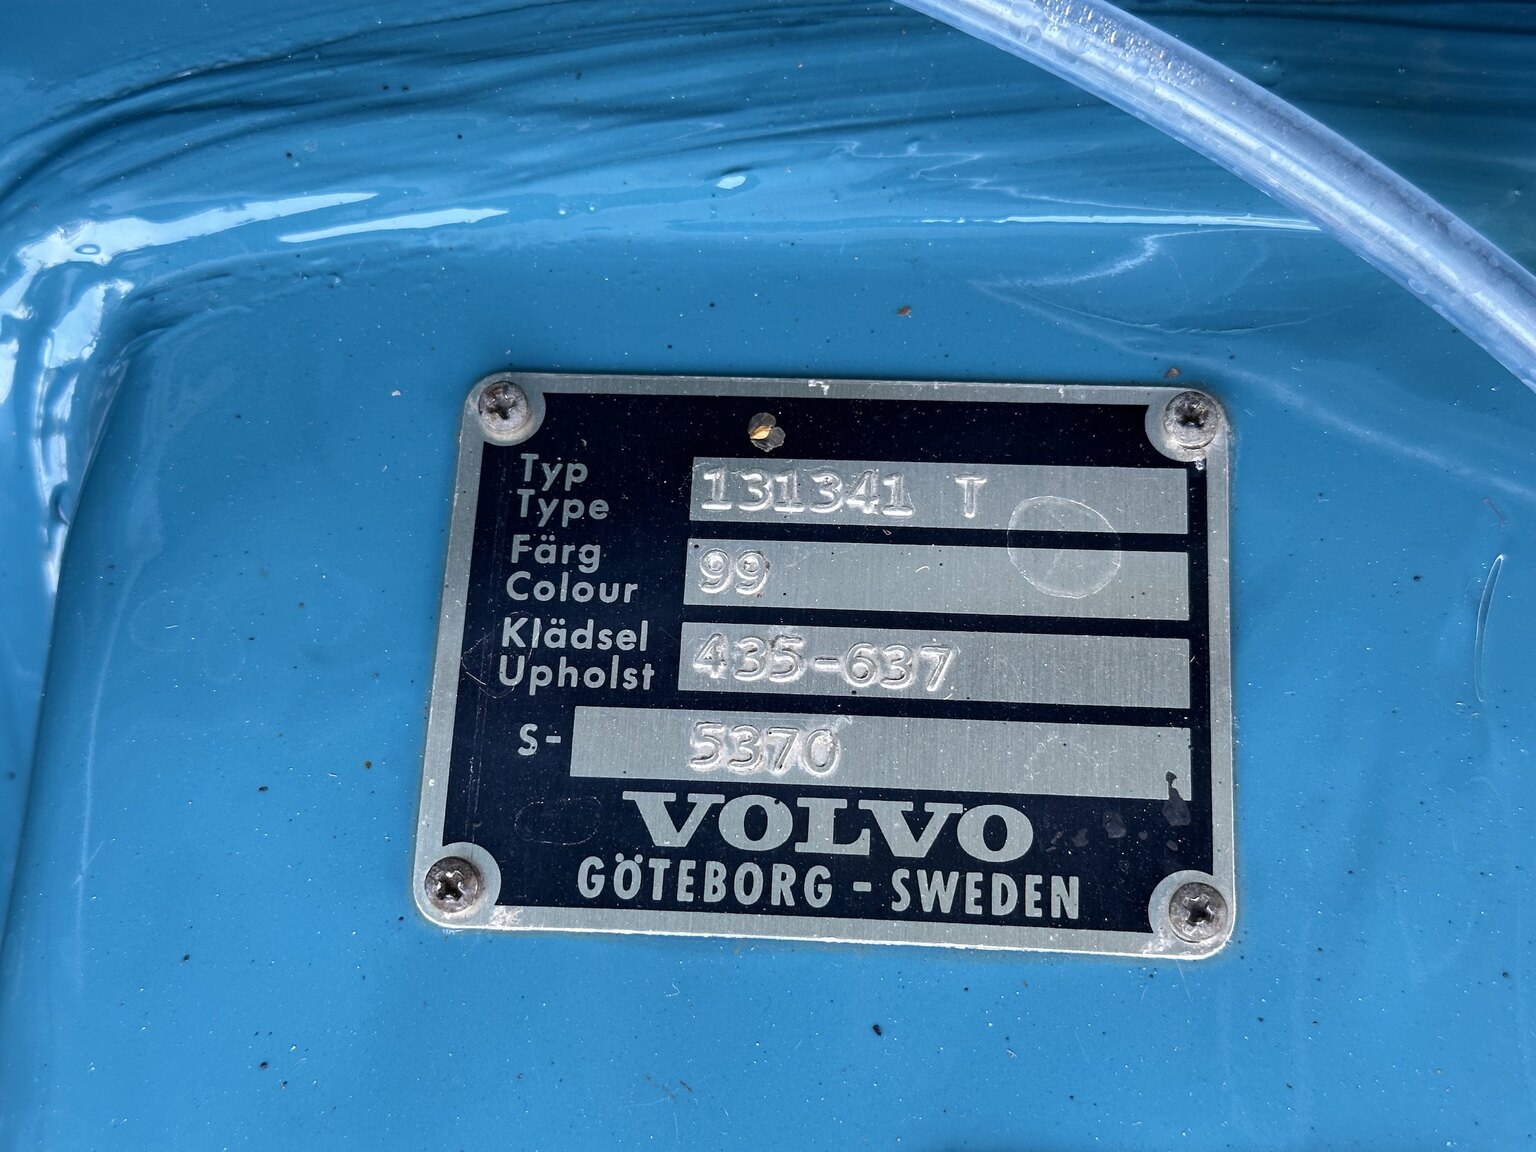 Typ
Type
131341 T
Färg
Colour
99
Klädsel
Upholst
435-637
S-
5370
VOLVO
GÖTEBORG - SWEDEN